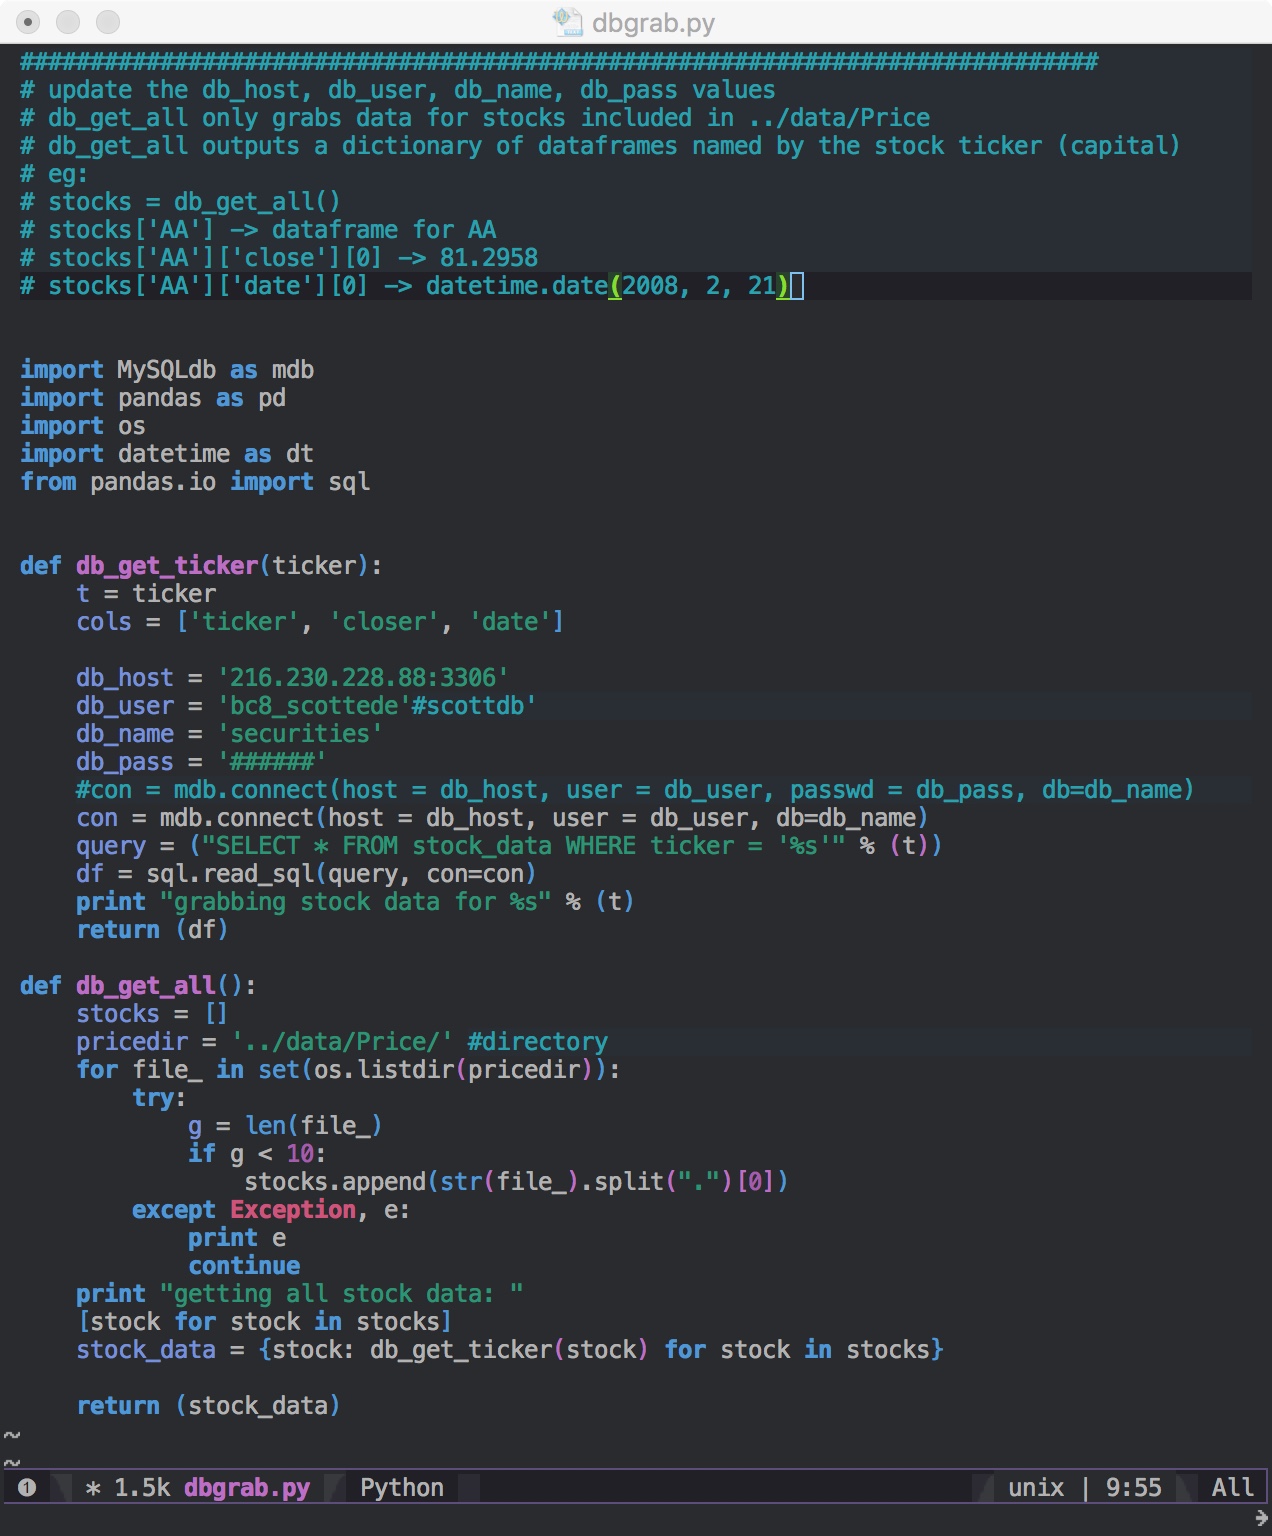 dbgrab.py
#############################################################################
# update the db_host, db_user, db_name, db_pass values
# db_get_all only grabs data for stocks included in ../data/Price
# db_get_all outputs a dictionary of dataframes named by the stock ticker (capital)
# eg:
# stocks = db_get_all()
# stocks['AA'] -> dataframe for AA
# stocks['AA']['close'][0] -> 81.2958
# stocks['AA']['date'][0] -> datetime.date(2008, 2, 21)
import MySQLdb as mdb
import pandas as pd
import os
import datetime as dt
from pandas.io import sql
def db_get_ticker(ticker):
    t = ticker
    cols = ['ticker', 'closer', 'date']
    db_host = '216.230.228.88:3306'
    db_user = 'bc8_scottede'#scottdb'
    db_name = 'securities'
    db_pass = '######'
    #con = mdb.connect(host = db_host, user = db_user, passwd = db_pass, db=db_name)
    con = mdb.connect(host = db_host, user = db_user, db=db_name)
    query = ("SELECT * FROM stock_data WHERE ticker = '%s'" % (t))
    df = sql.read_sql(query, con=con)
    print "grabbing stock data for %s" % (t)
    return (df)
def db_get_all():
    stocks = []
    pricedir = '../data/Price/' #directory
    for file_ in set(os.listdir(pricedir)):
        try:
            g = len(file_)
            if g < 10:
                stocks.append(str(file_).split(".")[0])
        except Exception, e:
            print e
            continue
    print "getting all stock data: "
    [stock for stock in stocks]
    stock_data = {stock: db_get_ticker(stock) for stock in stocks}
    return (stock_data)
~
~
1 * 1.5k dbgrab.py Python unix | 9:55 All